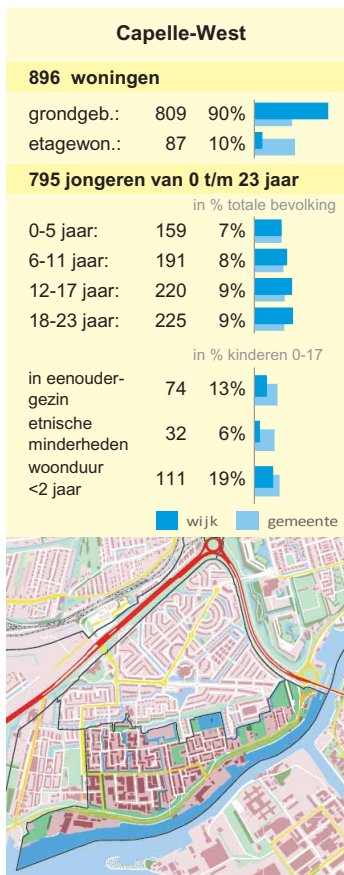 Capelle-West
896 woningen
grondgeb.: 809 90%
etagewon.: 87 10%
795 jongeren van 0 t/m 23 jaar
in % totale bevolking
0-5 jaar: 159 7%
6-11 jaar: 191 8%
12-17 jaar: 220 9%
18-23 jaar: 225 9%
in % kinderen 0-17
in eenouder-
gezin 74 13%
etnische
minderheden 32 6%
woonduur
<2 jaar 111 19%
wijk gemeente